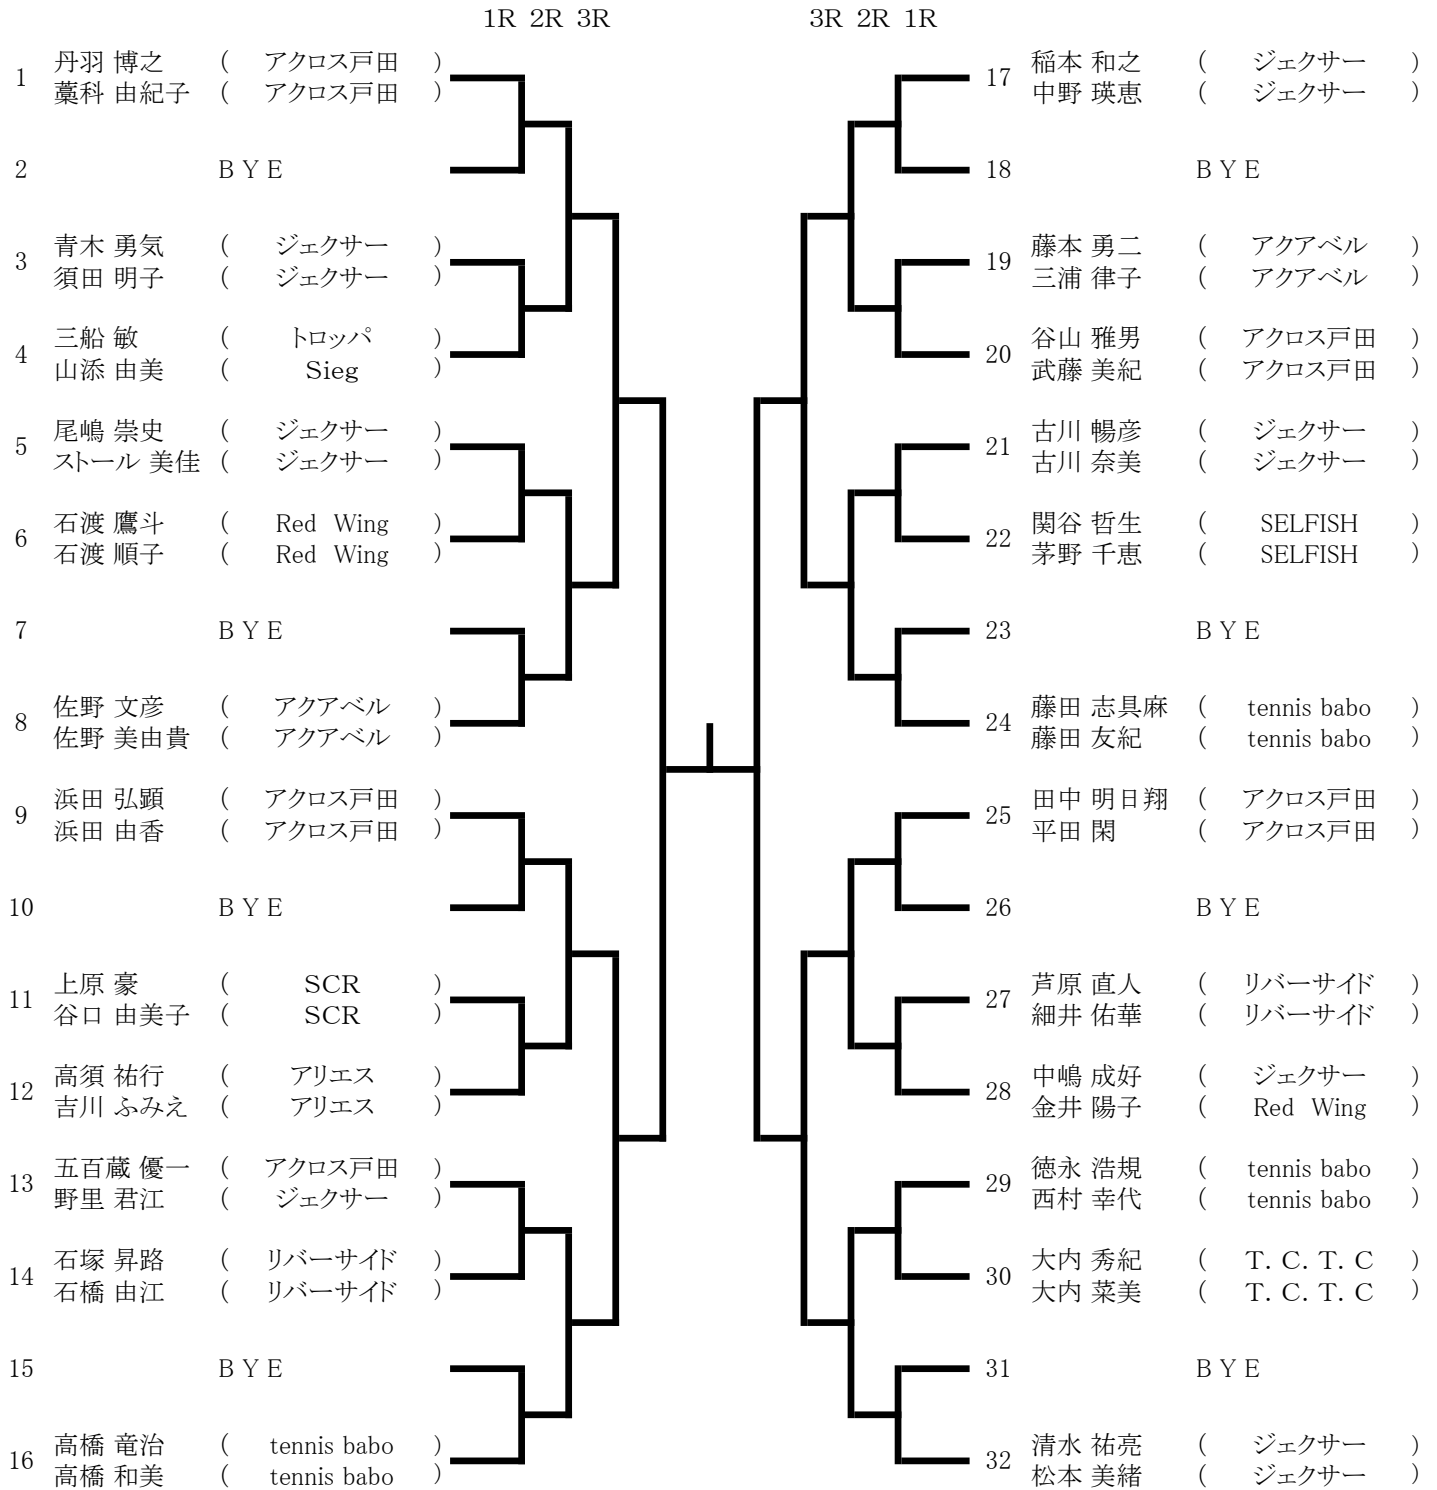 1R 2R 3R
3R 2R 1R
1 丹羽 博之 ( アクロス戸田 )
藁科 由紀子 ( アクロス戸田 )
2 BYE
3 青木 勇気 ( ジェクサー )
須田 明子 ( ジェクサー )
4 三船 敏 ( トロッパ )
山添 由美 ( Sieg )
5 尾嶋 崇史 ( ジェクサー )
ストール 美佳 ( ジェクサー )
6 石渡 鷹斗 ( Red Wing )
石渡 順子 ( Red Wing )
7 BYE
8 佐野 文彦 ( アクアベル )
佐野 美由貴 ( アクアベル )
9 浜田 弘顕 ( アクロス戸田 )
浜田 由香 ( アクロス戸田 )
10 BYE
11 上原 豪 ( SCR )
谷口 由美子 ( SCR )
12 高須 祐行 ( アリエス )
吉川 ふみえ ( アリエス )
13 五百蔵 優一 ( アクロス戸田 )
野里 君江 ( ジェクサー )
14 石塚 昇路 ( リバーサイド )
石橋 由江 ( リバーサイド )
15 BYE
16 高橋 竜治 ( tennis babo )
高橋 和美 ( tennis babo )
17 稲本 和之 ( ジェクサー )
中野 瑛恵 ( ジェクサー )
18 BYE
19 藤本 勇二 ( アクアベル )
三浦 律子 ( アクアベル )
20 谷山 雅男 ( アクロス戸田 )
武藤 美紀 ( アクロス戸田 )
21 古川 暢彦 ( ジェクサー )
古川 奈美 ( ジェクサー )
22 関谷 哲生 ( SELFISH )
茅野 千恵 ( SELFISH )
23 BYE
24 藤田 志具麻 ( tennis babo )
藤田 友紀 ( tennis babo )
25 田中 明日翔 ( アクロス戸田 )
平田 閑 ( アクロス戸田 )
26 BYE
27 芦原 直人 ( リバーサイド )
細井 佑華 ( リバーサイド )
28 中嶋 成好 ( ジェクサー )
金井 陽子 ( Red Wing )
29 徳永 浩規 ( tennis babo )
西村 幸代 ( tennis babo )
30 大内 秀紀 ( T. C. T. C )
大内 菜美 ( T. C. T. C )
31 BYE
32 清水 祐亮 ( ジェクサー )
松本 美緒 ( ジェクサー )